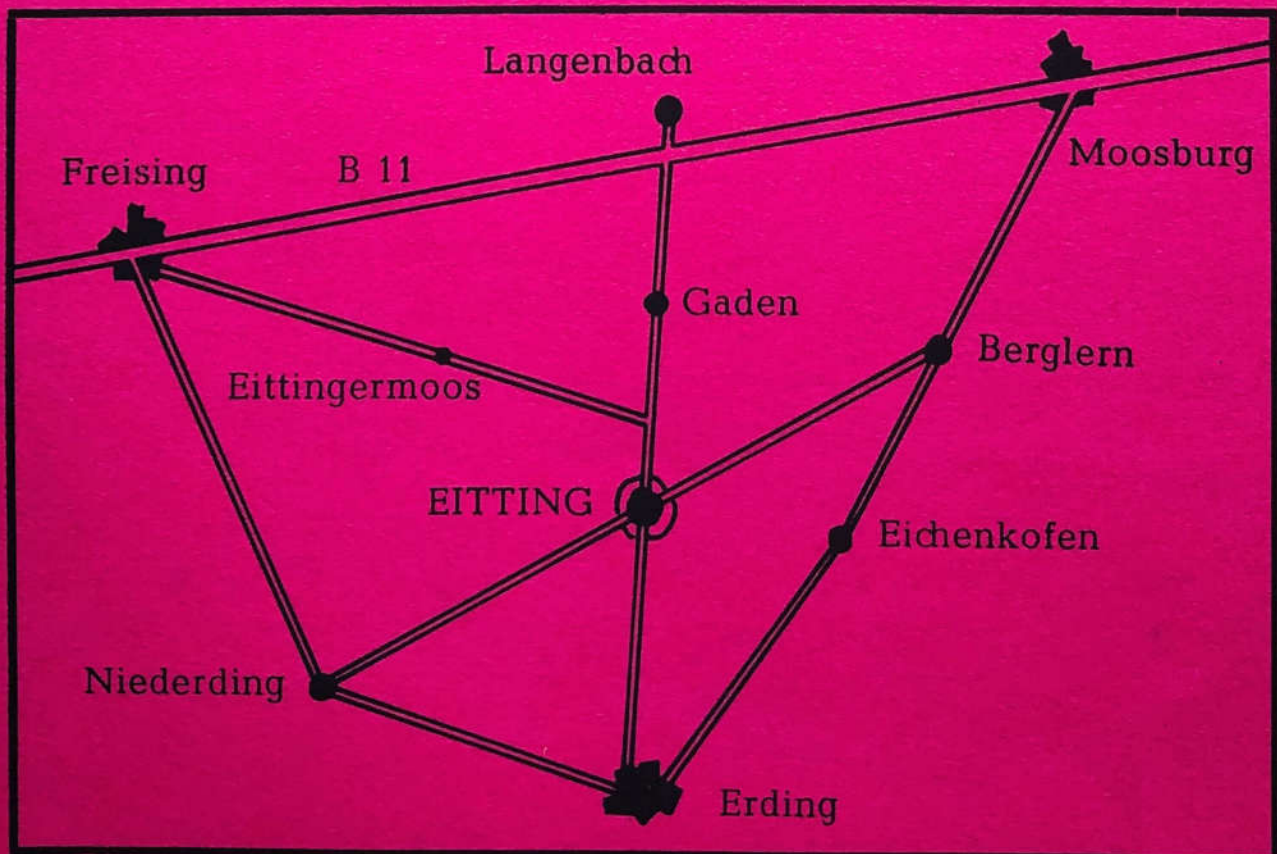 Langenbach
Moosburg
Freising
B 11
Gaden
Berglern
Eittingermoos
EITTING
Eichenkofen
Niederding
Erding